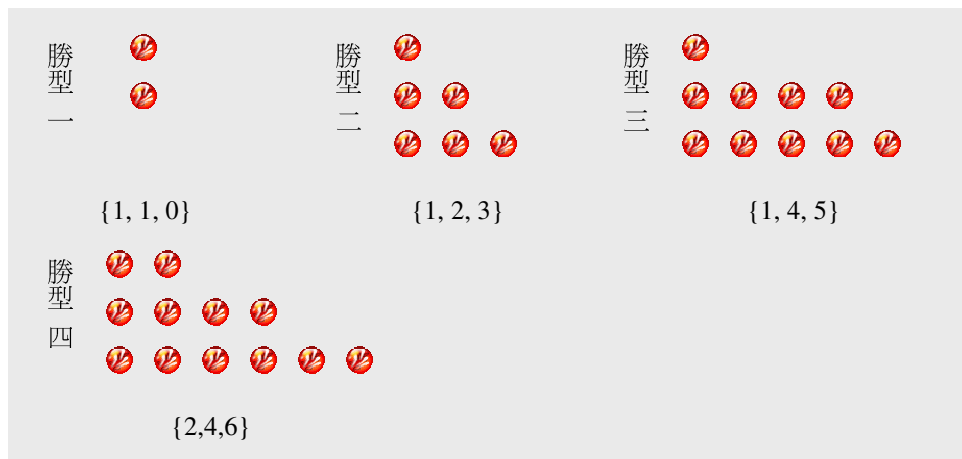 勝型一
{1, 1, 0}
勝型二
{1, 2, 3}
勝型三
{1, 4, 5}
勝型四
{2,4,6}